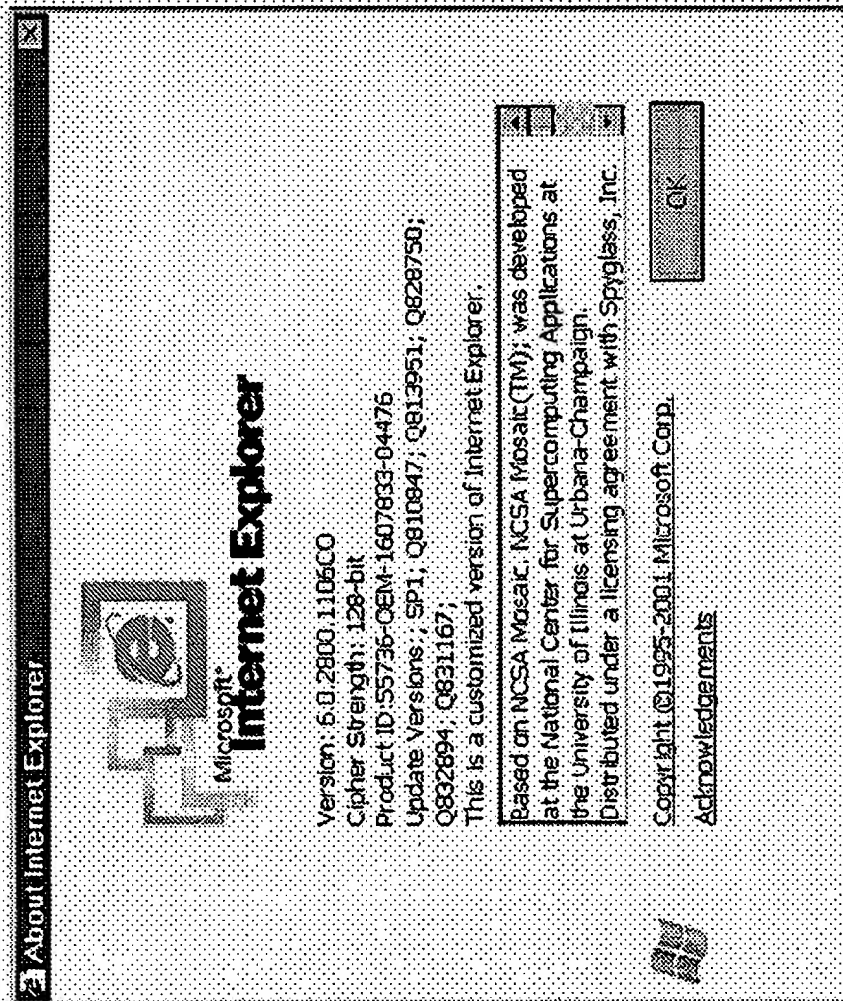 About Internet Explorer
Microsoft®
Internet Explorer
Version: 6.0.2800.1106CO
Cipher Strength: 128-bit
Product ID:55736-OEM-1607833-04476
Update Versions:; SP1; Q810847; Q813951; Q828750;
Q832894; Q831167;
This is a customized version of Internet Explorer.
Based on NCSA Mosaic. NCSA Mosaic(TM); was developed
at the National Center for Supercomputing Applications at
the University of Illinois at Urbana-Champaign.
Distributed under a licensing agreement with Spyglass, Inc.
Copyright ©1995-2001 Microsoft Corp.
OK
Acknowledgements